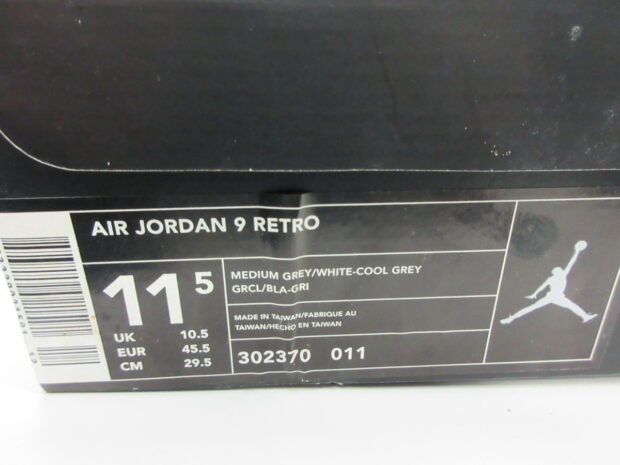 AIR JORDAN 9 RETRO
11 5
UK 10.5
EUR 45.5
CM 29.5
MEDIUM GREY/WHITE-COOL GREY
GRCL/BLA-GRI
MADE IN TAIWAN/FABRIQUE AU
TAIWAN/HECHO EN TAIWAN
302370 011